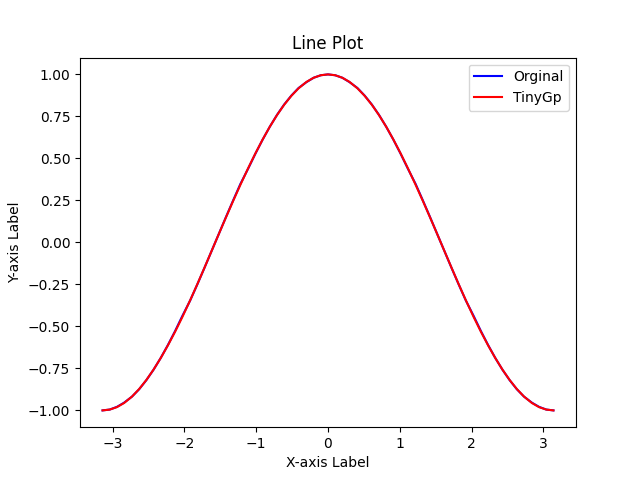 Line Plot
Orginal
TinyGp
1.00
0.75
0.50
0.25
0.00
−0.25
−0.50
−0.75
−1.00
Y-axis Label
−3 −2 −1 0 1 2 3
X-axis Label